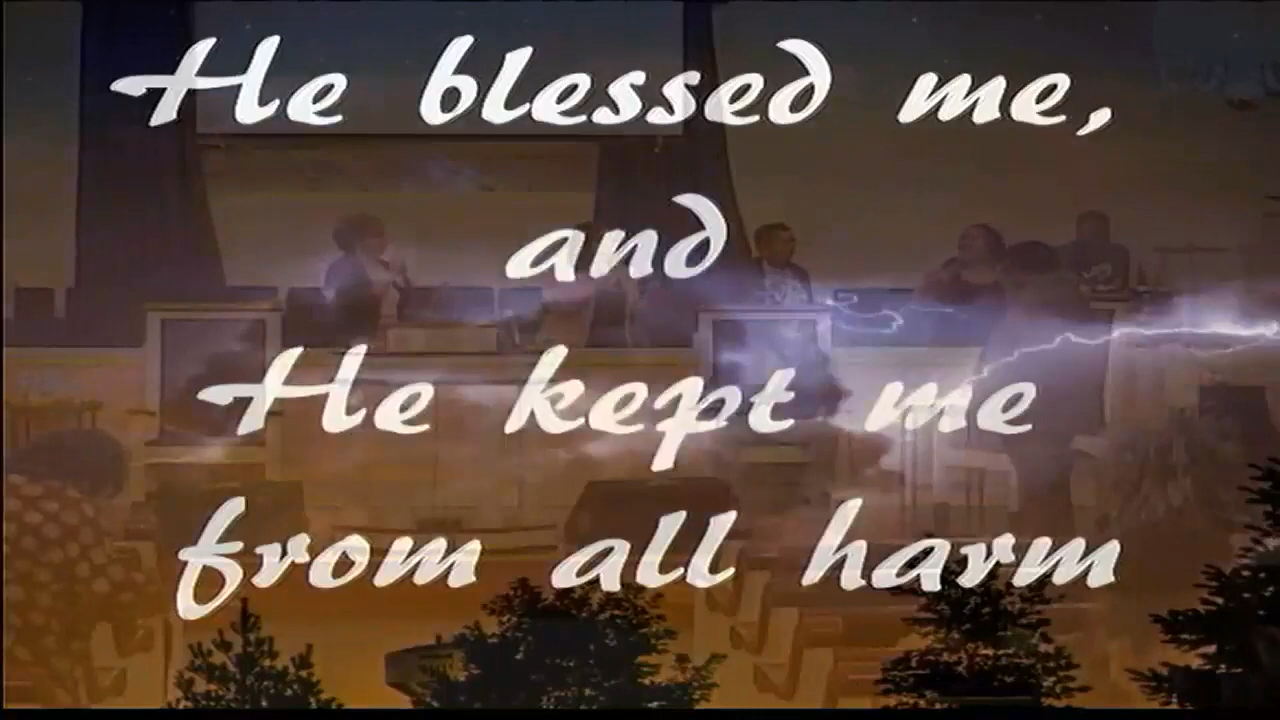 He blessed me,
and
He kept me
from all harm